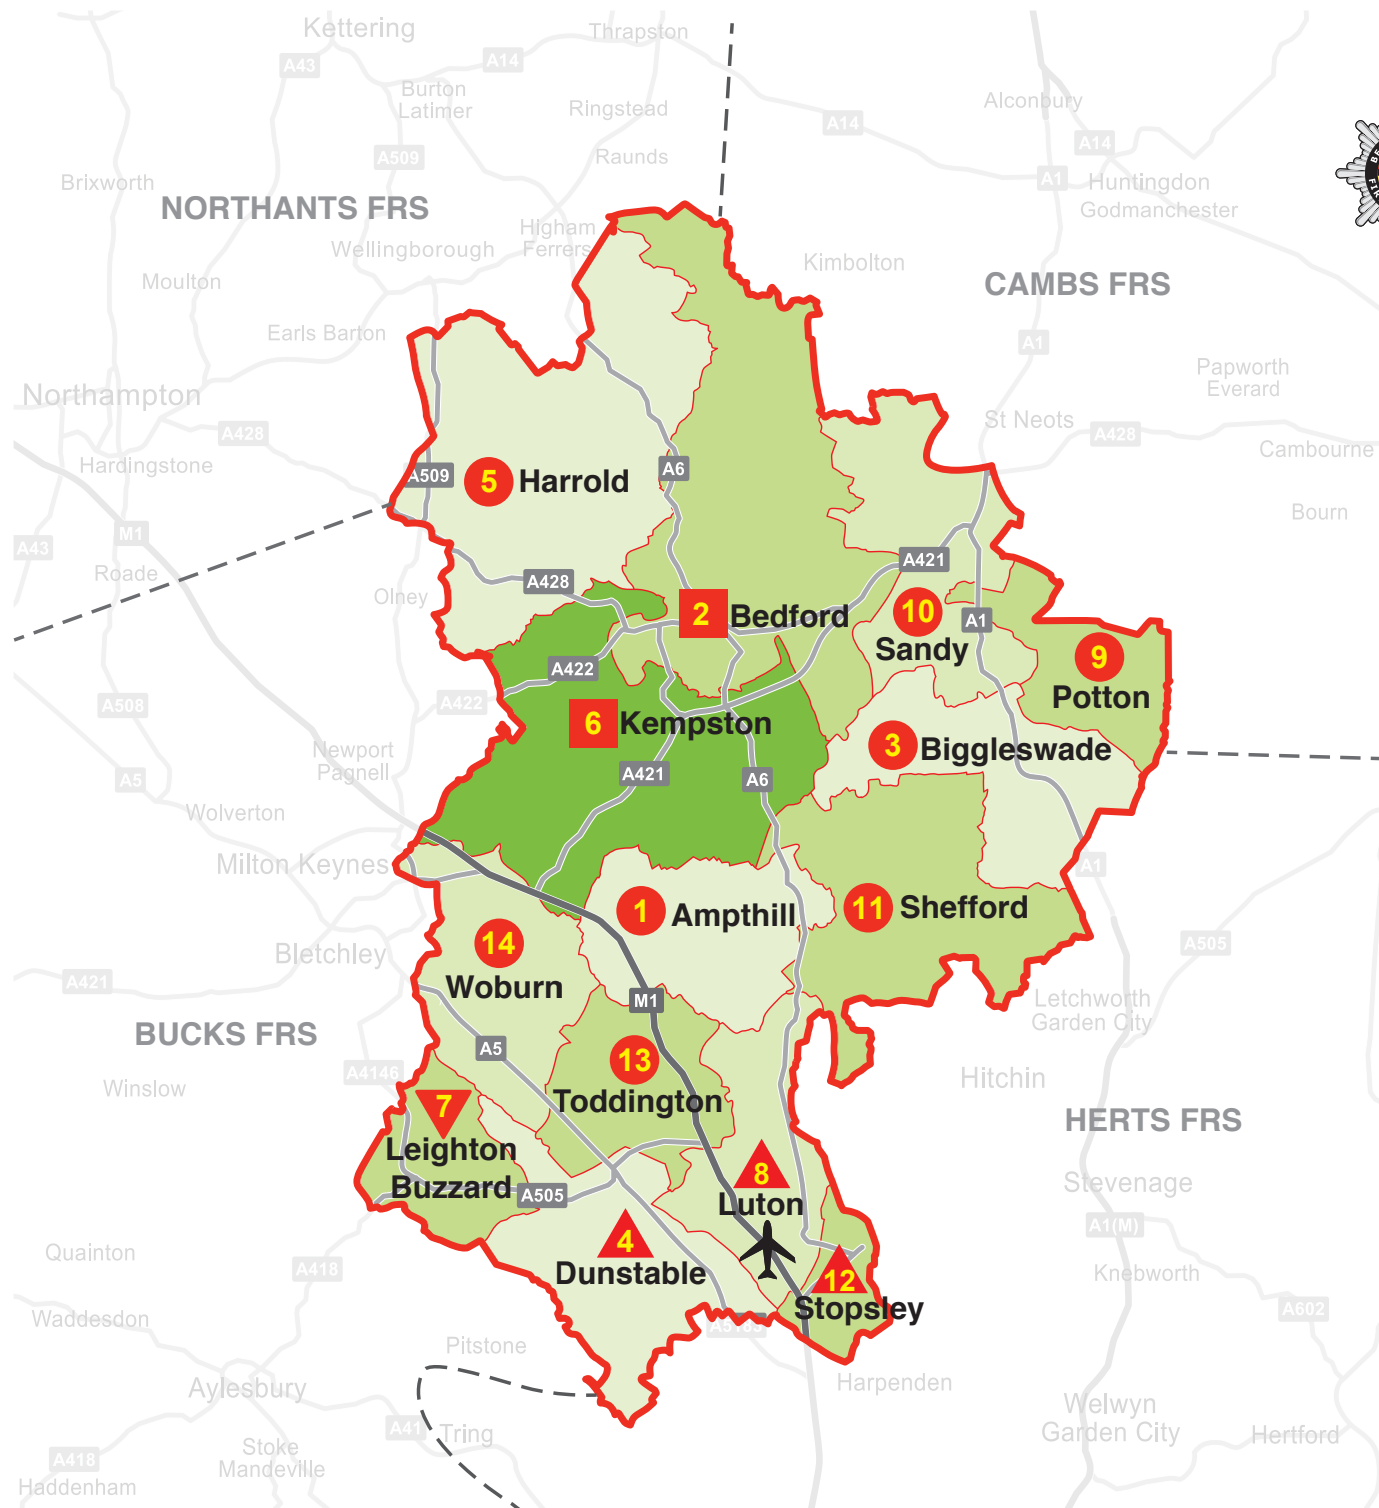 Kettering
Thrapston
A43
A14
Burton
Latimer
Ringstead
Alconbury
A14
A14
A509
Raunds
Brixworth
A1
Huntingdon
Godmanchester
NORTHANTS FRS
Higham
Ferrers
Wellingborough
Kimbolton
Moulton
CAMBS FRS
Earls Barton
A1
Papworth
Everard
Northampton
St Neots
A428
A428
Cambourne
Hardingstone
A509
5 Harrold
A6
Bourn
M1
A43
A421
Roade
A428
Olney
2 Bedford
10
Sandy
A1
9
Potton
A422
A422
A508
6 Kempston
3 Biggleswade
Newport
Pagnell
A421
A6
A5
Wolverton
Milton Keynes
A1
1 Ampthill
11 Shefford
14
Woburn
A505
Bletchley
A421
M1
Letchworth
Garden City
BUCKS FRS
A5
13
Toddington
A4146
Winslow
Hitchin
7
Leighton
Buzzard
HERTS FRS
8
Luton
A505
Stevenage
A1(M)
4
Dunstable
Quainton
A418
Knebworth
12
Stopsley
Waddesdon
A602
A5183
Pitstone
Harpenden
Aylesbury
Welwyn
Garden City
A41
Tring
Hertford
Stoke
Mandeville
A418
Haddenham